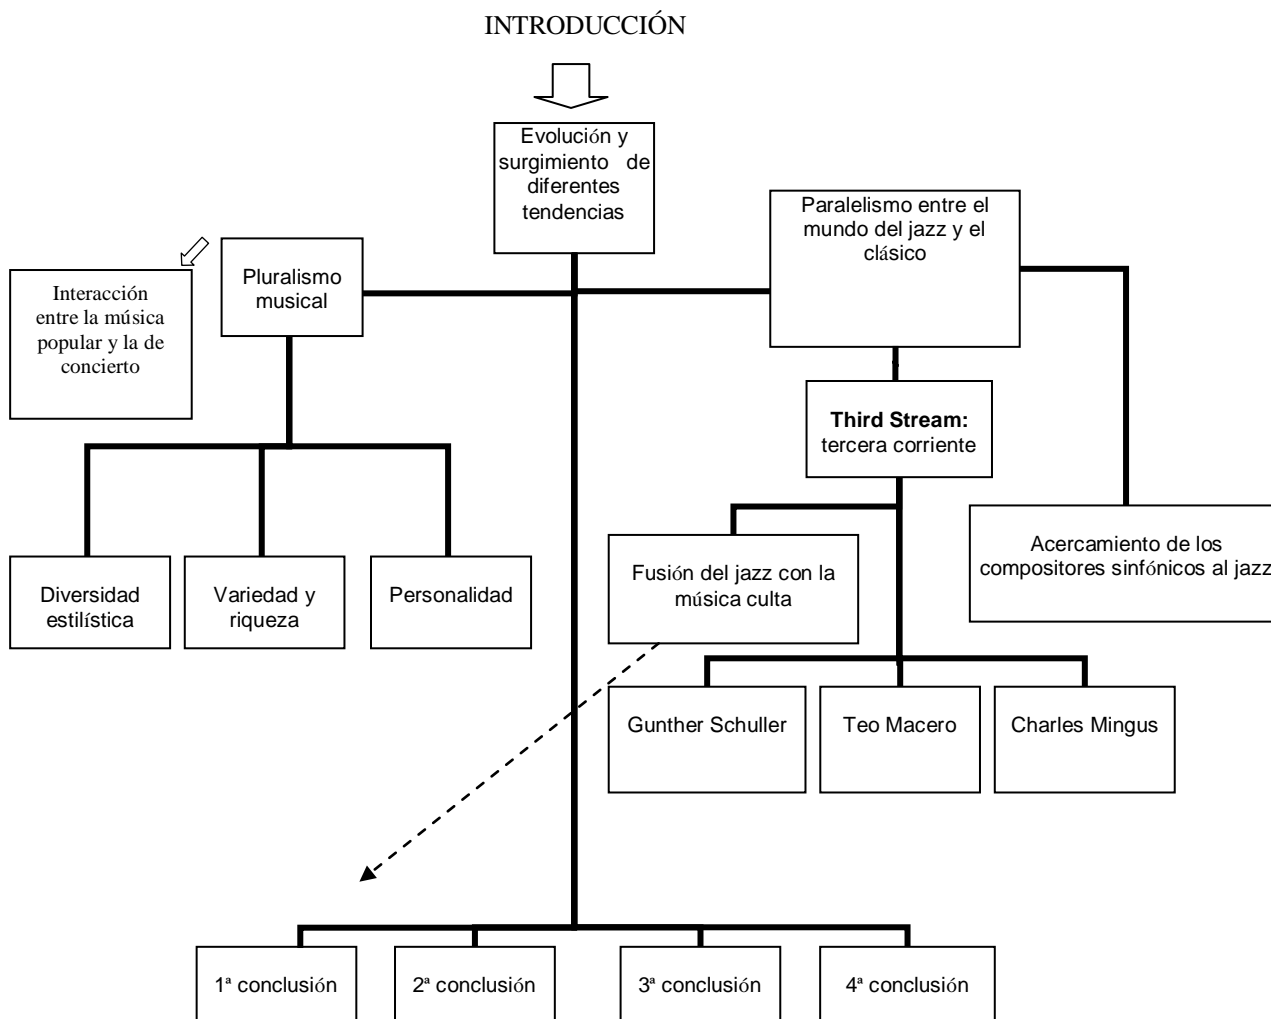 INTRODUCCIÓN
Evolución y
surgimiento de
diferentes
tendencias
Paralelismo entre el
mundo del jazz y el
clásico
Pluralismo
musical
Interacción
entre la música
popular y la de
concierto
Third Stream:
tercera corriente
Diversidad
estilística
Variedad y
riqueza
Personalidad
Fusión del jazz con la
música culta
Acercamiento de los
compositores sinfónicos al jazz
Gunther Schuller
Teo Macero
Charles Mingus
1ª conclusión
2ª conclusión
3ª conclusión
4ª conclusión